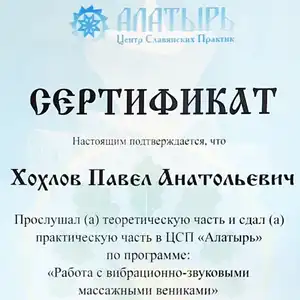 АЛАТЫРЬ
Центр Славянских Практик
СЕРТИФИКАТ
Настоящим подтверждается, что
Хохлов Павел Анатольевич
Прослушал (а) теоретическую часть и сдал (а)
практическую часть в ЦСП «Алатырь»
по программе:
«Работа с вибрационно-звуковыми
массажными вениками»